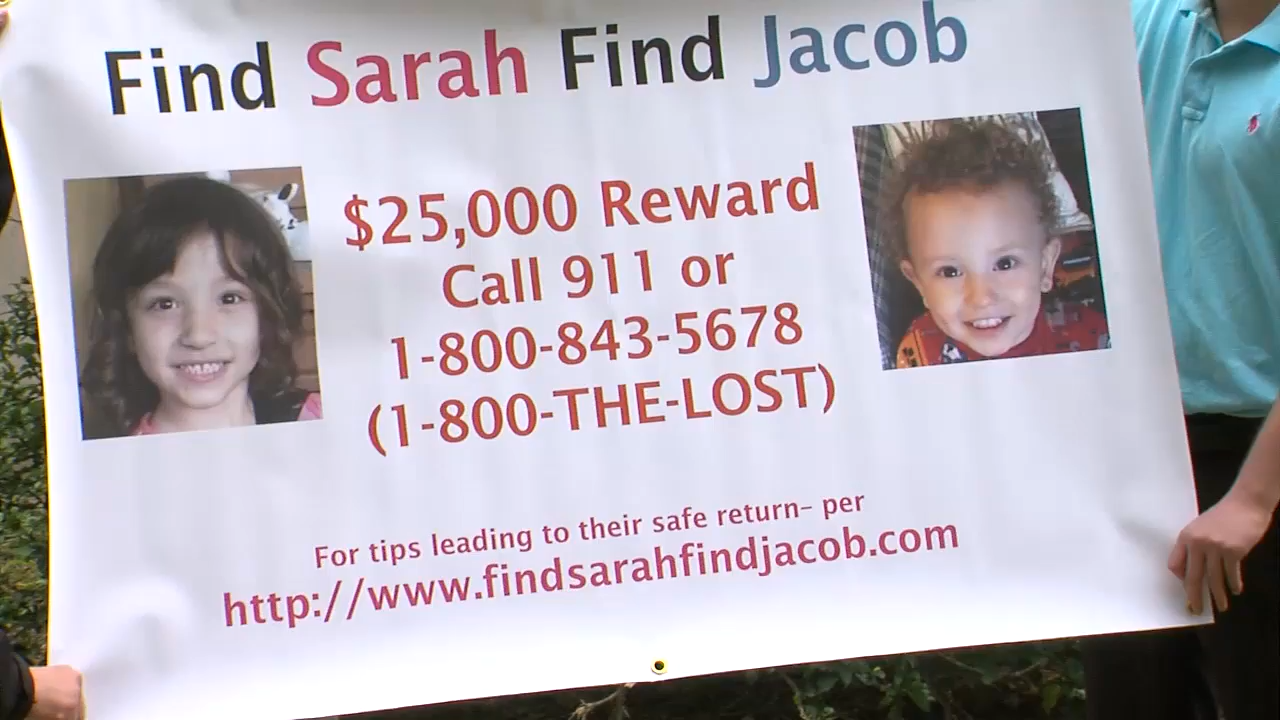 Find Sarah Find Jacob
$25,000 Reward
Call 911 or
1-800-843-5678
(1-800-THE-LOST)
For tips leading to their safe return- per
http://www.findsarahfindjacob.com